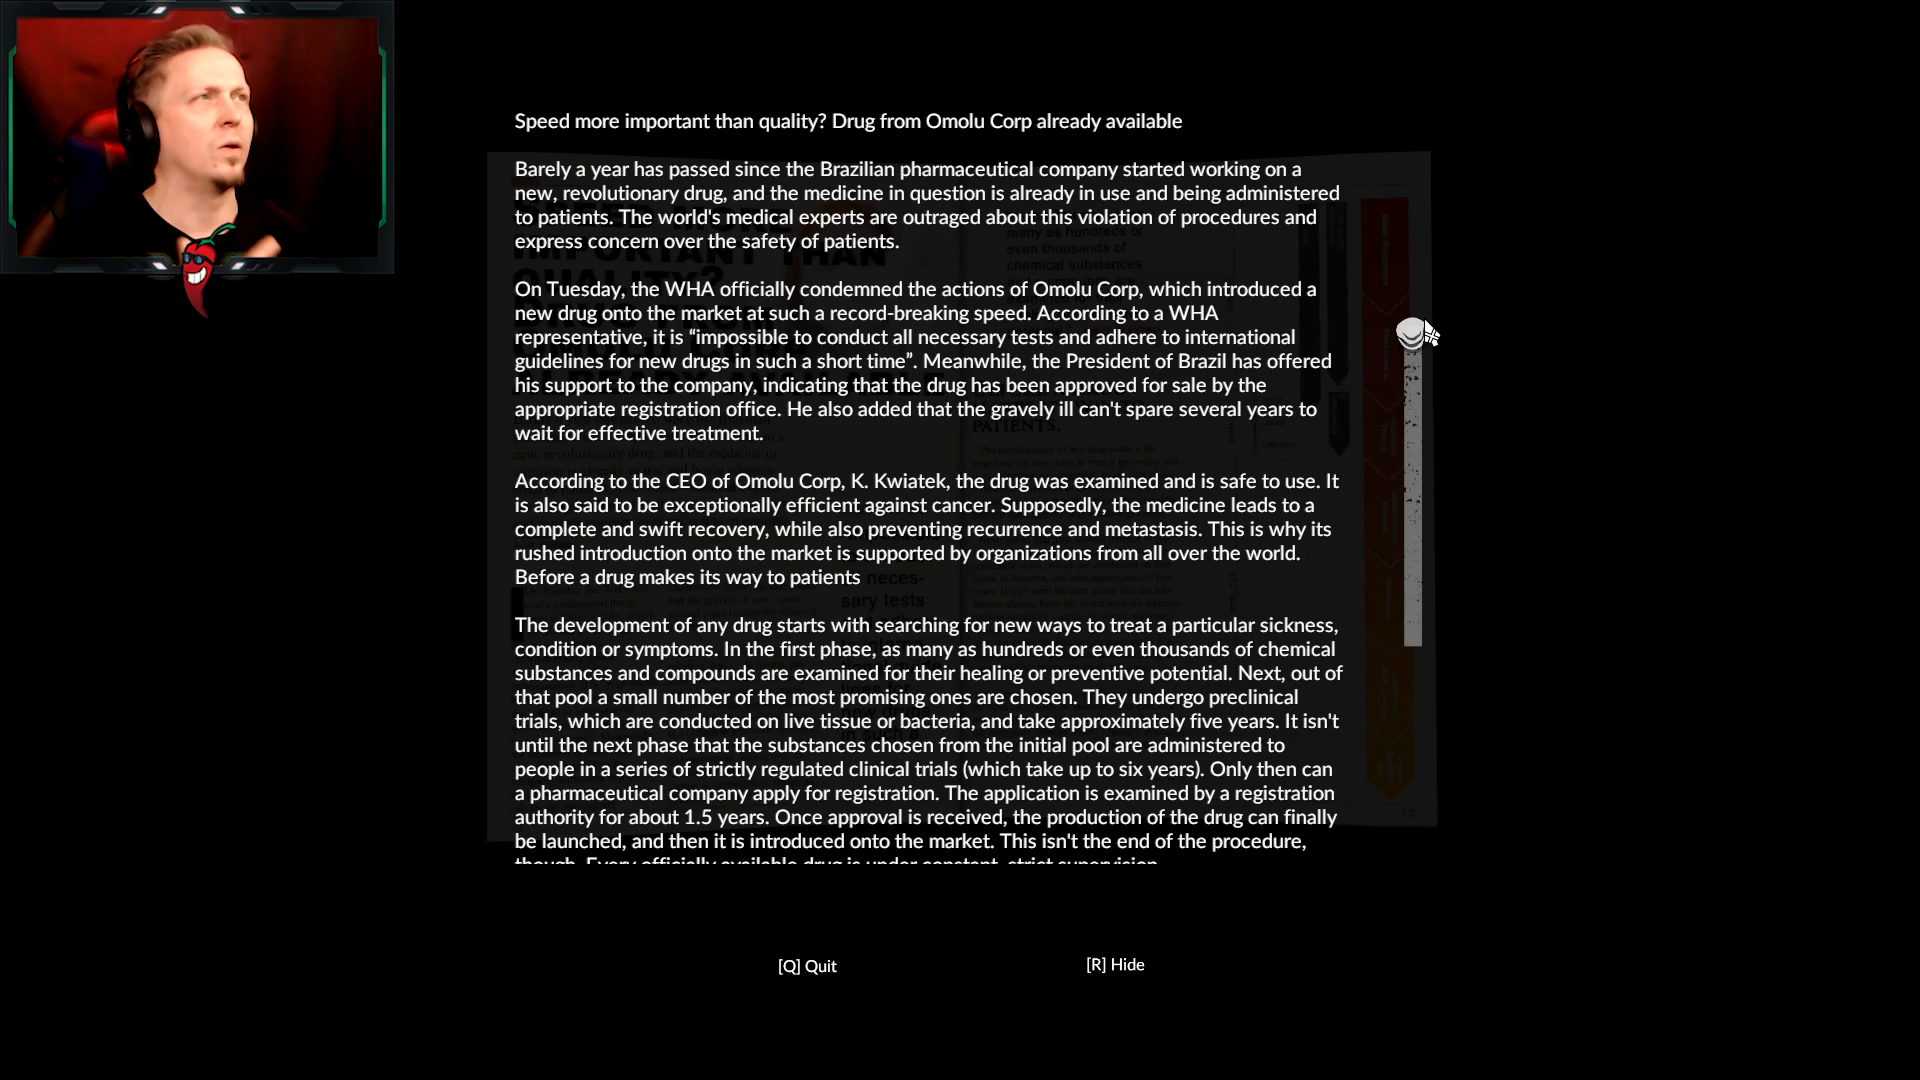 Speed more important than quality? Drug from Omolu Corp already available
Barely a year has passed since the Brazilian pharmaceutical company started working on a
new, revolutionary drug, and the medicine in question is already in use and being administered
to patients. The world's medical experts are outraged about this violation of procedures and
express concern over the safety of patients.
On Tuesday, the WHA officially condemned the actions of Omolu Corp, which introduced a
new drug onto the market at such a record-breaking speed. According to a WHA
representative, it is “impossible to conduct all necessary tests and adhere to international
guidelines for new drugs in such a short time”. Meanwhile, the President of Brazil has offered
his support to the company, indicating that the drug has been approved for sale by the
appropriate registration office. He also added that the gravely ill can't spare several years to
wait for effective treatment.
According to the CEO of Omolu Corp, K. Kwiatek, the drug was examined and is safe to use. It
is also said to be exceptionally efficient against cancer. Supposedly, the medicine leads to a
complete and swift recovery, while also preventing recurrence and metastasis. This is why its
rushed introduction onto the market is supported by organizations from all over the world.
Before a drug makes its way to patients
The development of any drug starts with searching for new ways to treat a particular sickness,
condition or symptoms. In the first phase, as many as hundreds or even thousands of chemical
substances and compounds are examined for their healing or preventive potential. Next, out of
that pool a small number of the most promising ones are chosen. They undergo preclinical
trials, which are conducted on live tissue or bacteria, and take approximately five years. It isn't
until the next phase that the substances chosen from the initial pool are administered to
people in a series of strictly regulated clinical trials (which take up to six years). Only then can
a pharmaceutical company apply for registration. The application is examined by a registration
authority for about 1.5 years. Once approval is received, the production of the drug can finally
be launched, and then it is introduced onto the market. This isn't the end of the procedure,
though. Every officially available drug is under constant, strict supervision.
[Q] Quit
[R] Hide